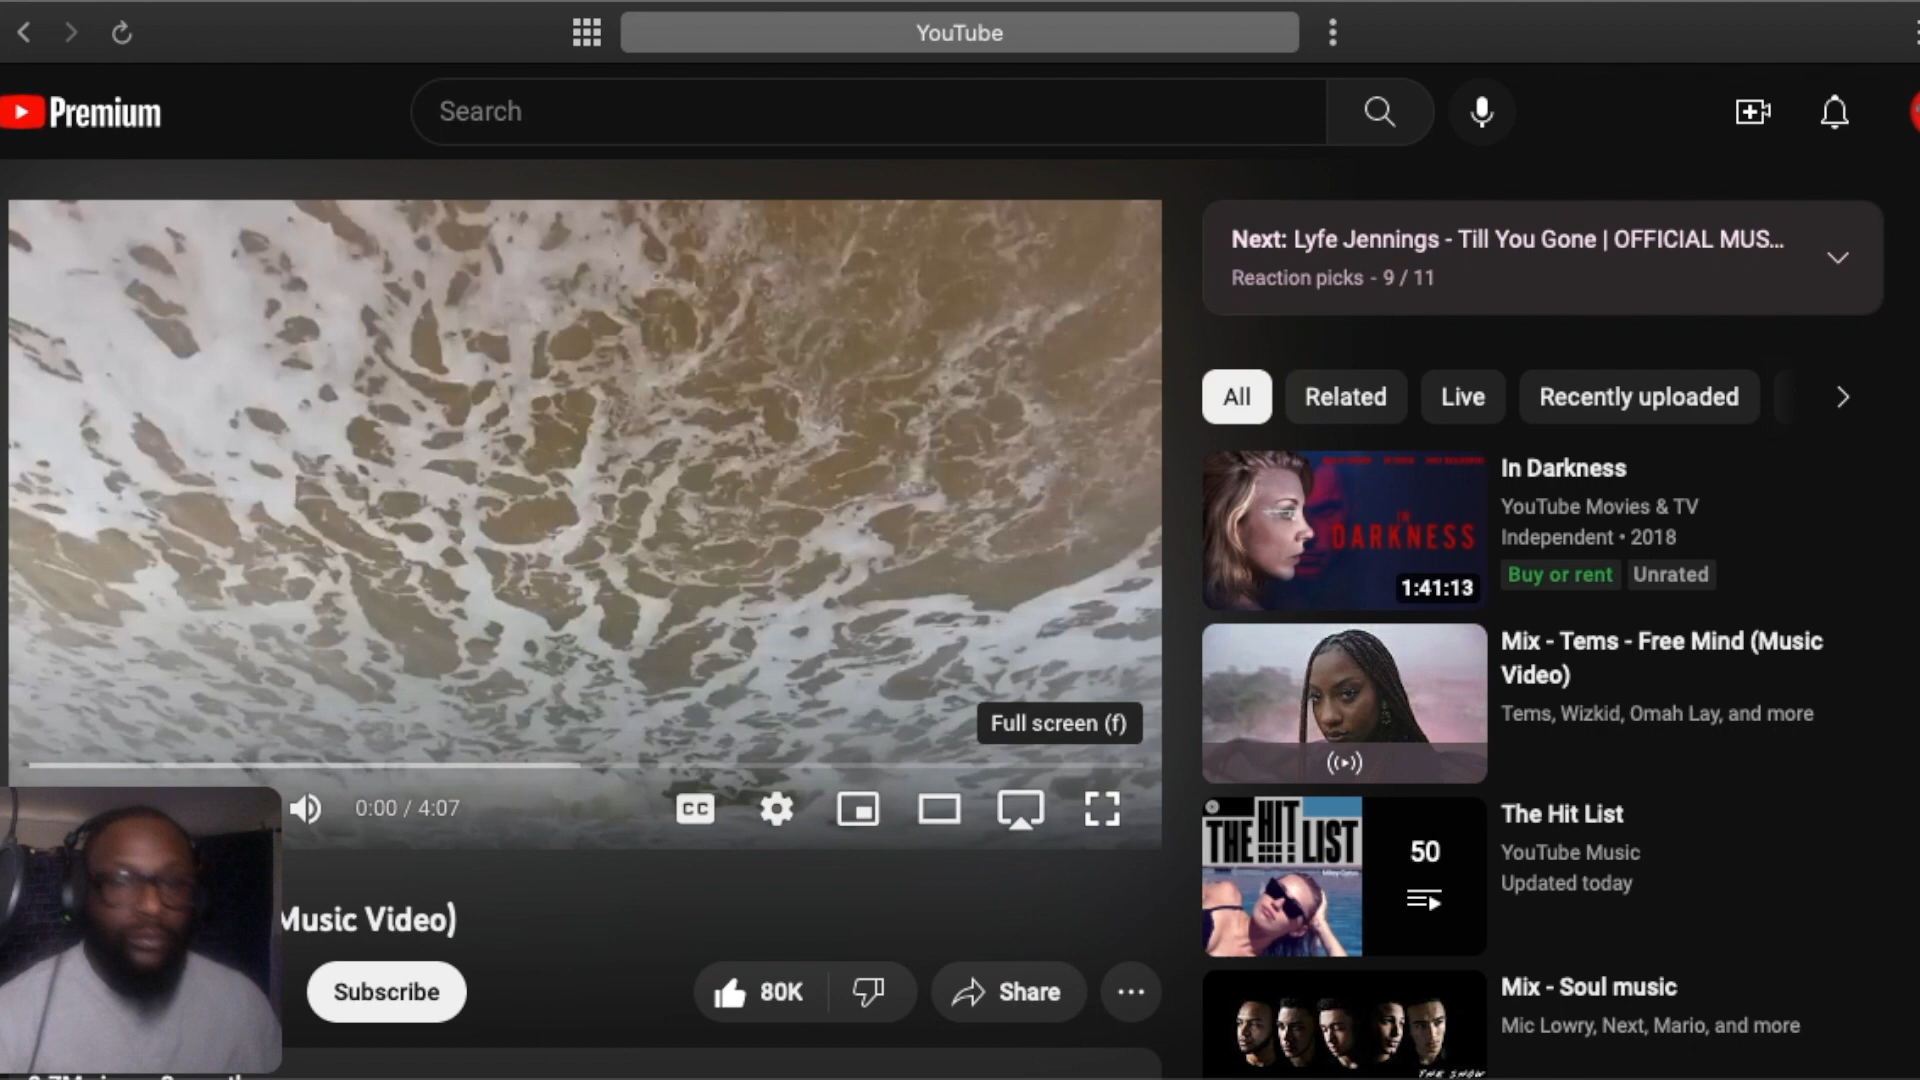 YouTube
Premium
Search
Next: Lyfe Jennings - Till You Gone | OFFICIAL MUS...
Reaction picks - 9 / 11
All
Related
Live
Recently uploaded
In Darkness
YouTube Movies & TV
Independent • 2018
Buy or rent
Unrated
IN
DARKNESS
1:41:13
Mix - Tems - Free Mind (Music
Video)
Tems, Wizkid, Omah Lay, and more
Full screen (f)
0:00 / 4:07
CC
THE HIT LIST
50
The Hit List
YouTube Music
Updated today
Music Video)
Subscribe
80K
Share
Mix - Soul music
Mic Lowry, Next, Mario, and more
THE SHOW